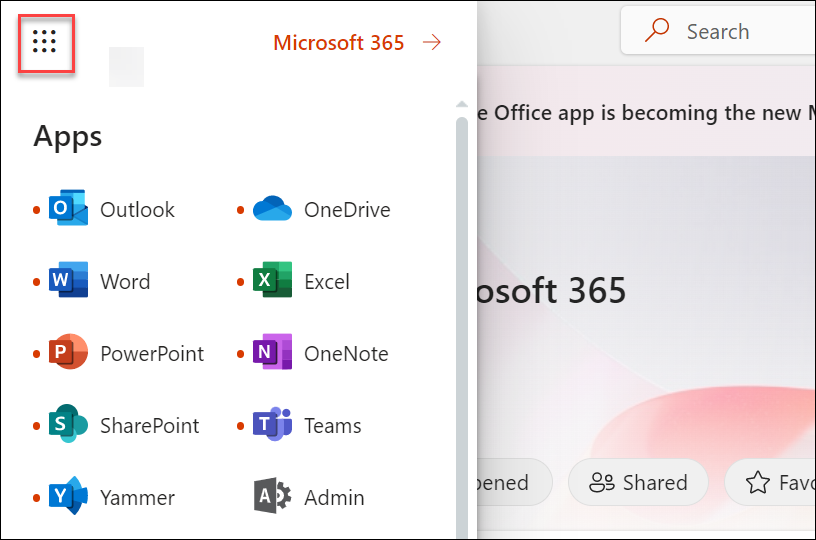 Microsoft 365 →
Search
Apps
e Office app is becoming the new M
O Outlook
OneDrive
W Word
X Excel
osoft 365
P PowerPoint
N OneNote
S SharePoint
T Teams
pened
Shared
Favo
Y Yammer
A Admin